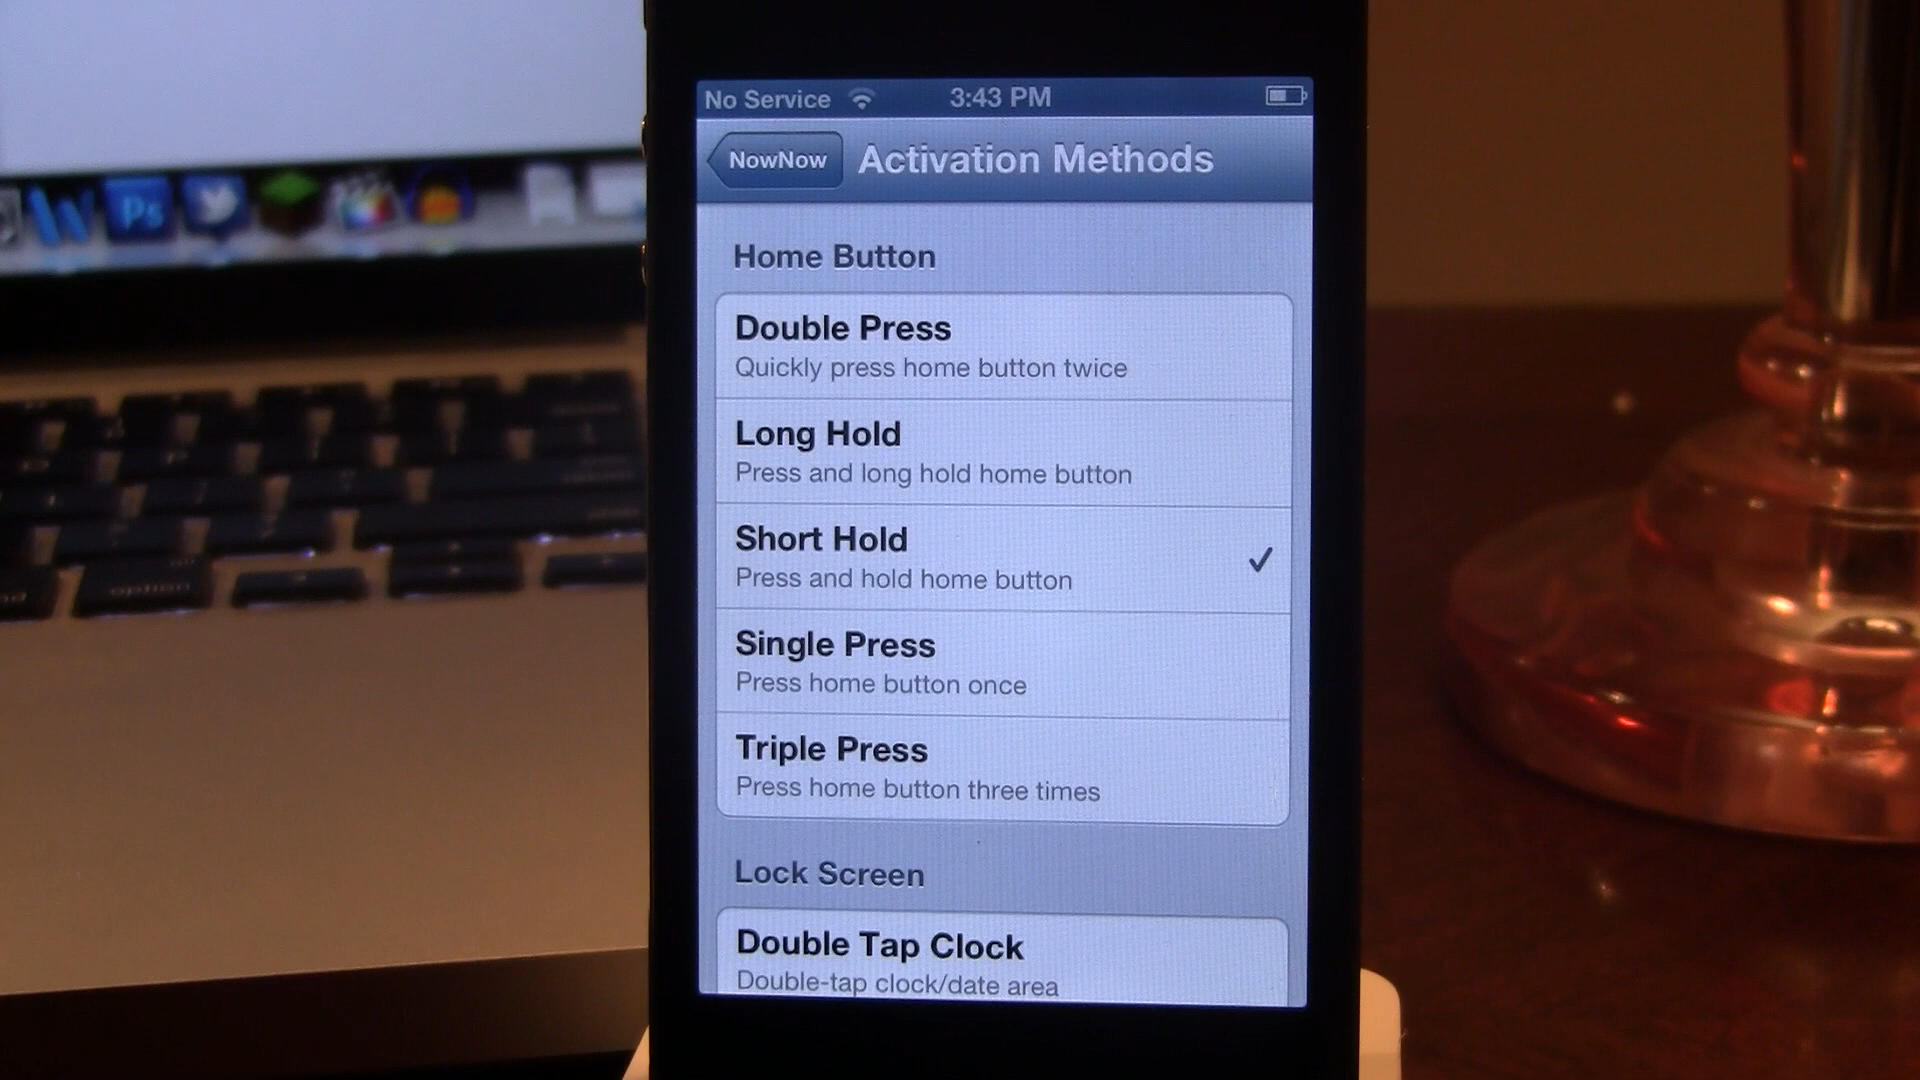 No Service
3:43 PM
NowNow
Activation Methods
Home Button
Double Press
Quickly press home button twice
Long Hold
Press and long hold home button
Short Hold
Press and hold home button
Single Press
Press home button once
Triple Press
Press home button three times
Lock Screen
Double Tap Clock
Double-tap clock/date area
Ps
option